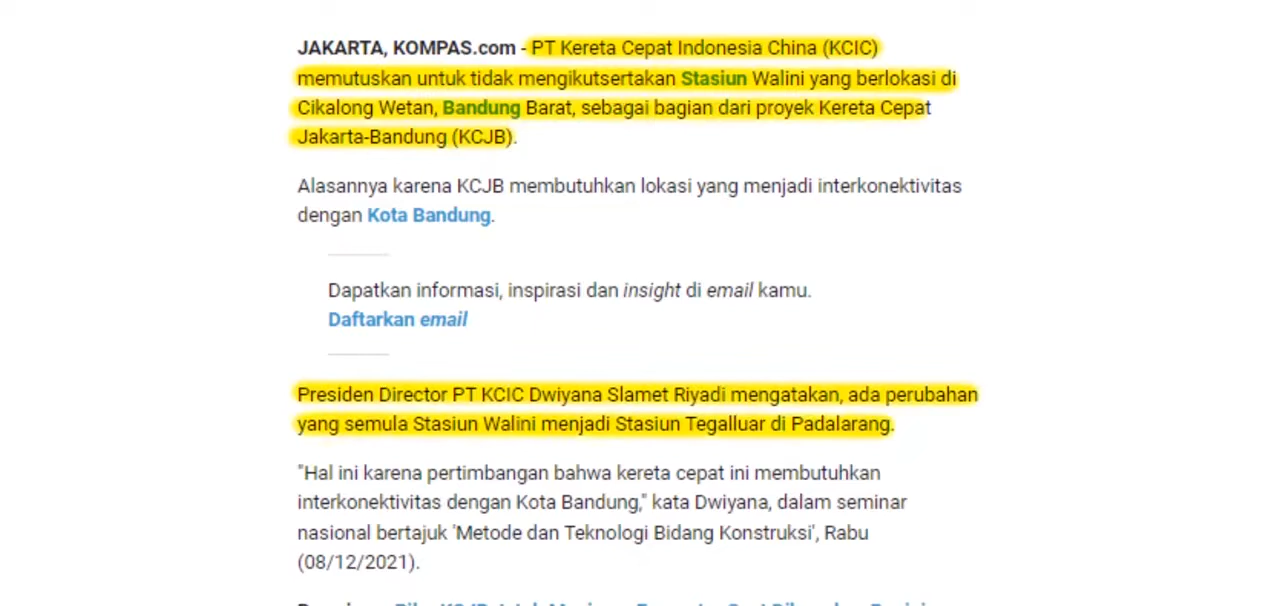 JAKARTA, KOMPAS.com - PT Kereta Cepat Indonesia China (KCIC)
memutuskan untuk tidak mengikutsertakan Stasiun Walini yang berlokasi di
Cikalong Wetan, Bandung Barat, sebagai bagian dari proyek Kereta Cepat
Jakarta-Bandung (KCJB).
Alasannya karena KCJB membutuhkan lokasi yang menjadi interkonektivitas
dengan Kota Bandung.
Dapatkan informasi, inspirasi dan insight di email kamu.
Daftarkan email
Presiden Director PT KCIC Dwiyana Slamet Riyadi mengatakan, ada perubahan
yang semula Stasiun Walini menjadi Stasiun Tegalluar di Padalarang.
"Hal ini karena pertimbangan bahwa kereta cepat ini membutuhkan
interkonektivitas dengan Kota Bandung," kata Dwiyana, dalam seminar
nasional bertajuk 'Metode dan Teknologi Bidang Konstruksi', Rabu
(08/12/2021).